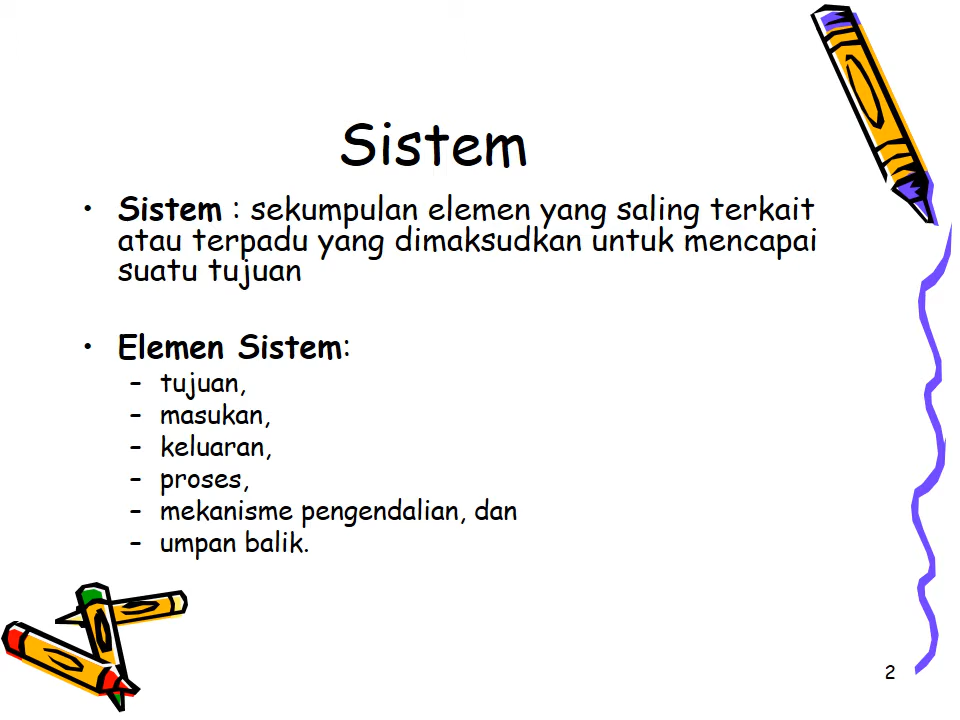 Sistem
• Sistem : sekumpulan elemen yang saling terkait
atau terpadu yang dimaksudkan untuk mencapai
suatu tujuan
• Elemen Sistem:
– tujuan,
– masukan,
– keluaran,
– proses,
– mekanisme pengendalian, dan
– umpan balik.
2